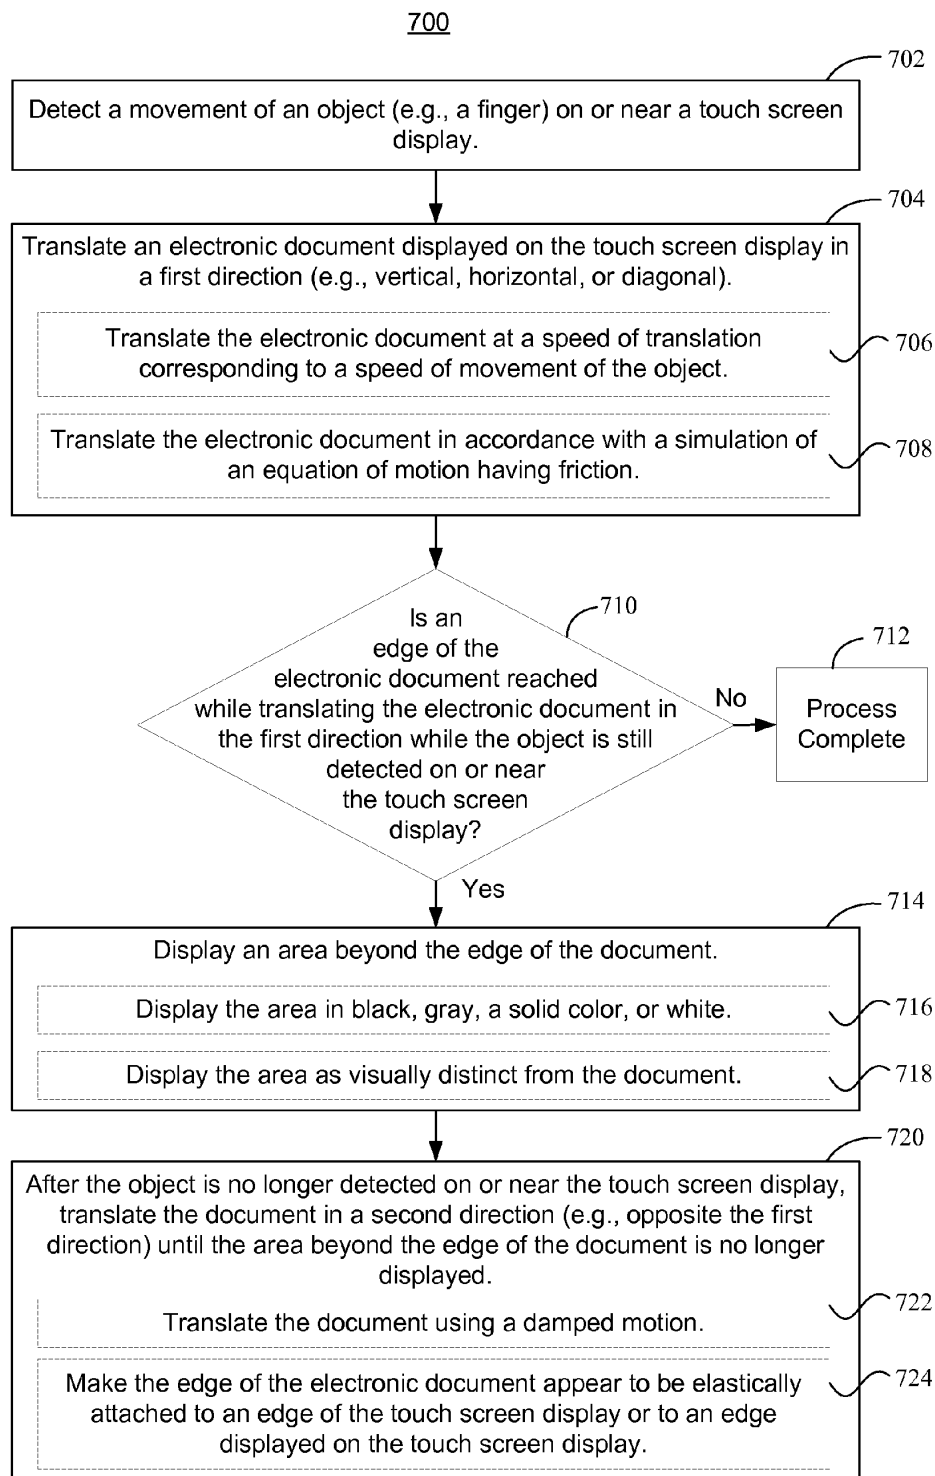 700
702
Detect a movement of an object (e.g., a finger) on or near a touch screen
display.
704
Translate an electronic document displayed on the touch screen display in
a first direction (e.g., vertical, horizontal, or diagonal).
Translate the electronic document at a speed of translation
corresponding to a speed of movement of the object.
706
Translate the electronic document in accordance with a simulation of
an equation of motion having friction.
708
710
Is an
edge of the
electronic document reached
while translating the electronic document in
the first direction while the object is still
detected on or near
the touch screen
display?
No
712
Process
Complete
Yes
714
Display an area beyond the edge of the document.
Display the area in black, gray, a solid color, or white.
716
Display the area as visually distinct from the document.
718
720
After the object is no longer detected on or near the touch screen display,
translate the document in a second direction (e.g., opposite the first
direction) until the area beyond the edge of the document is no longer
displayed.
Translate the document using a damped motion.
722
Make the edge of the electronic document appear to be elastically
attached to an edge of the touch screen display or to an edge
displayed on the touch screen display.
724